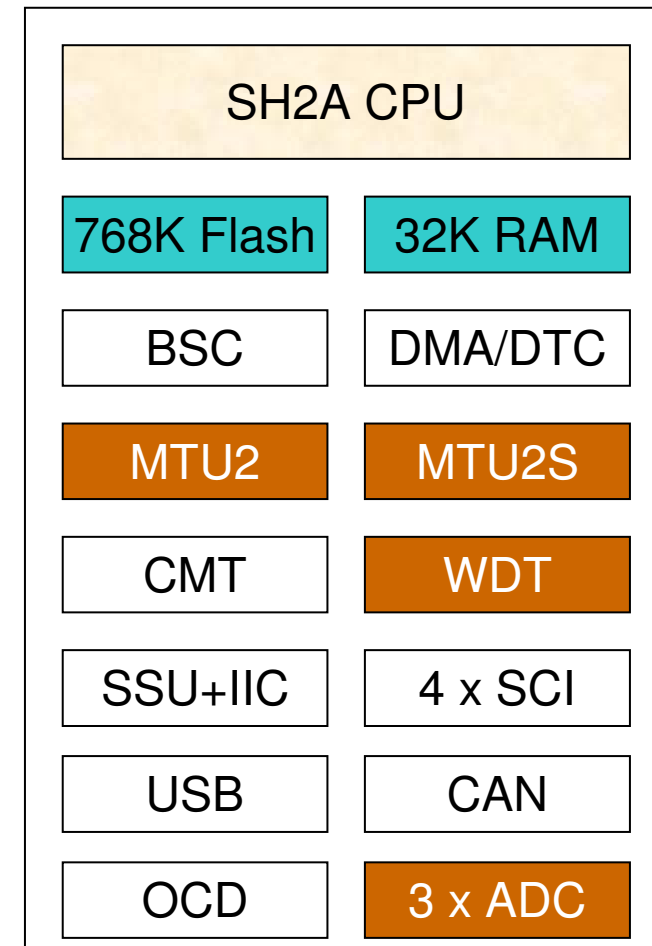 SH2A CPU
768K Flash 32K RAM
BSC DMA/DTC
MTU2 MTU2S
CMT WDT
SSU+IIC 4 x SCI
USB CAN
OCD 3 x ADC